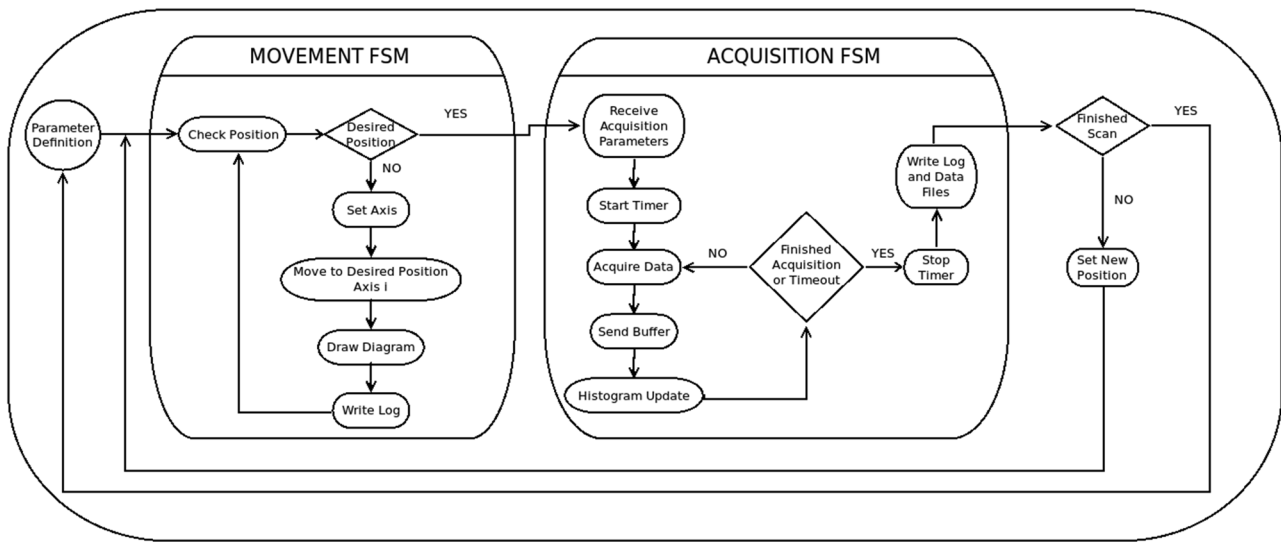 MOVEMENT FSM
ACQUISITION FSM
Parameter
Definition
Check Position
Desired
Position
YES
NO
Set Axis
Move to Desired Position
Axis i
Draw Diagram
Write Log
Receive
Acquisition
Parameters
Start Timer
Acquire Data
Send Buffer
Histogram Update
NO
Finished
Acquisition
or Timeout
YES
Stop
Timer
Write Log
and Data
Files
Finished
Scan
YES
NO
Set New
Position